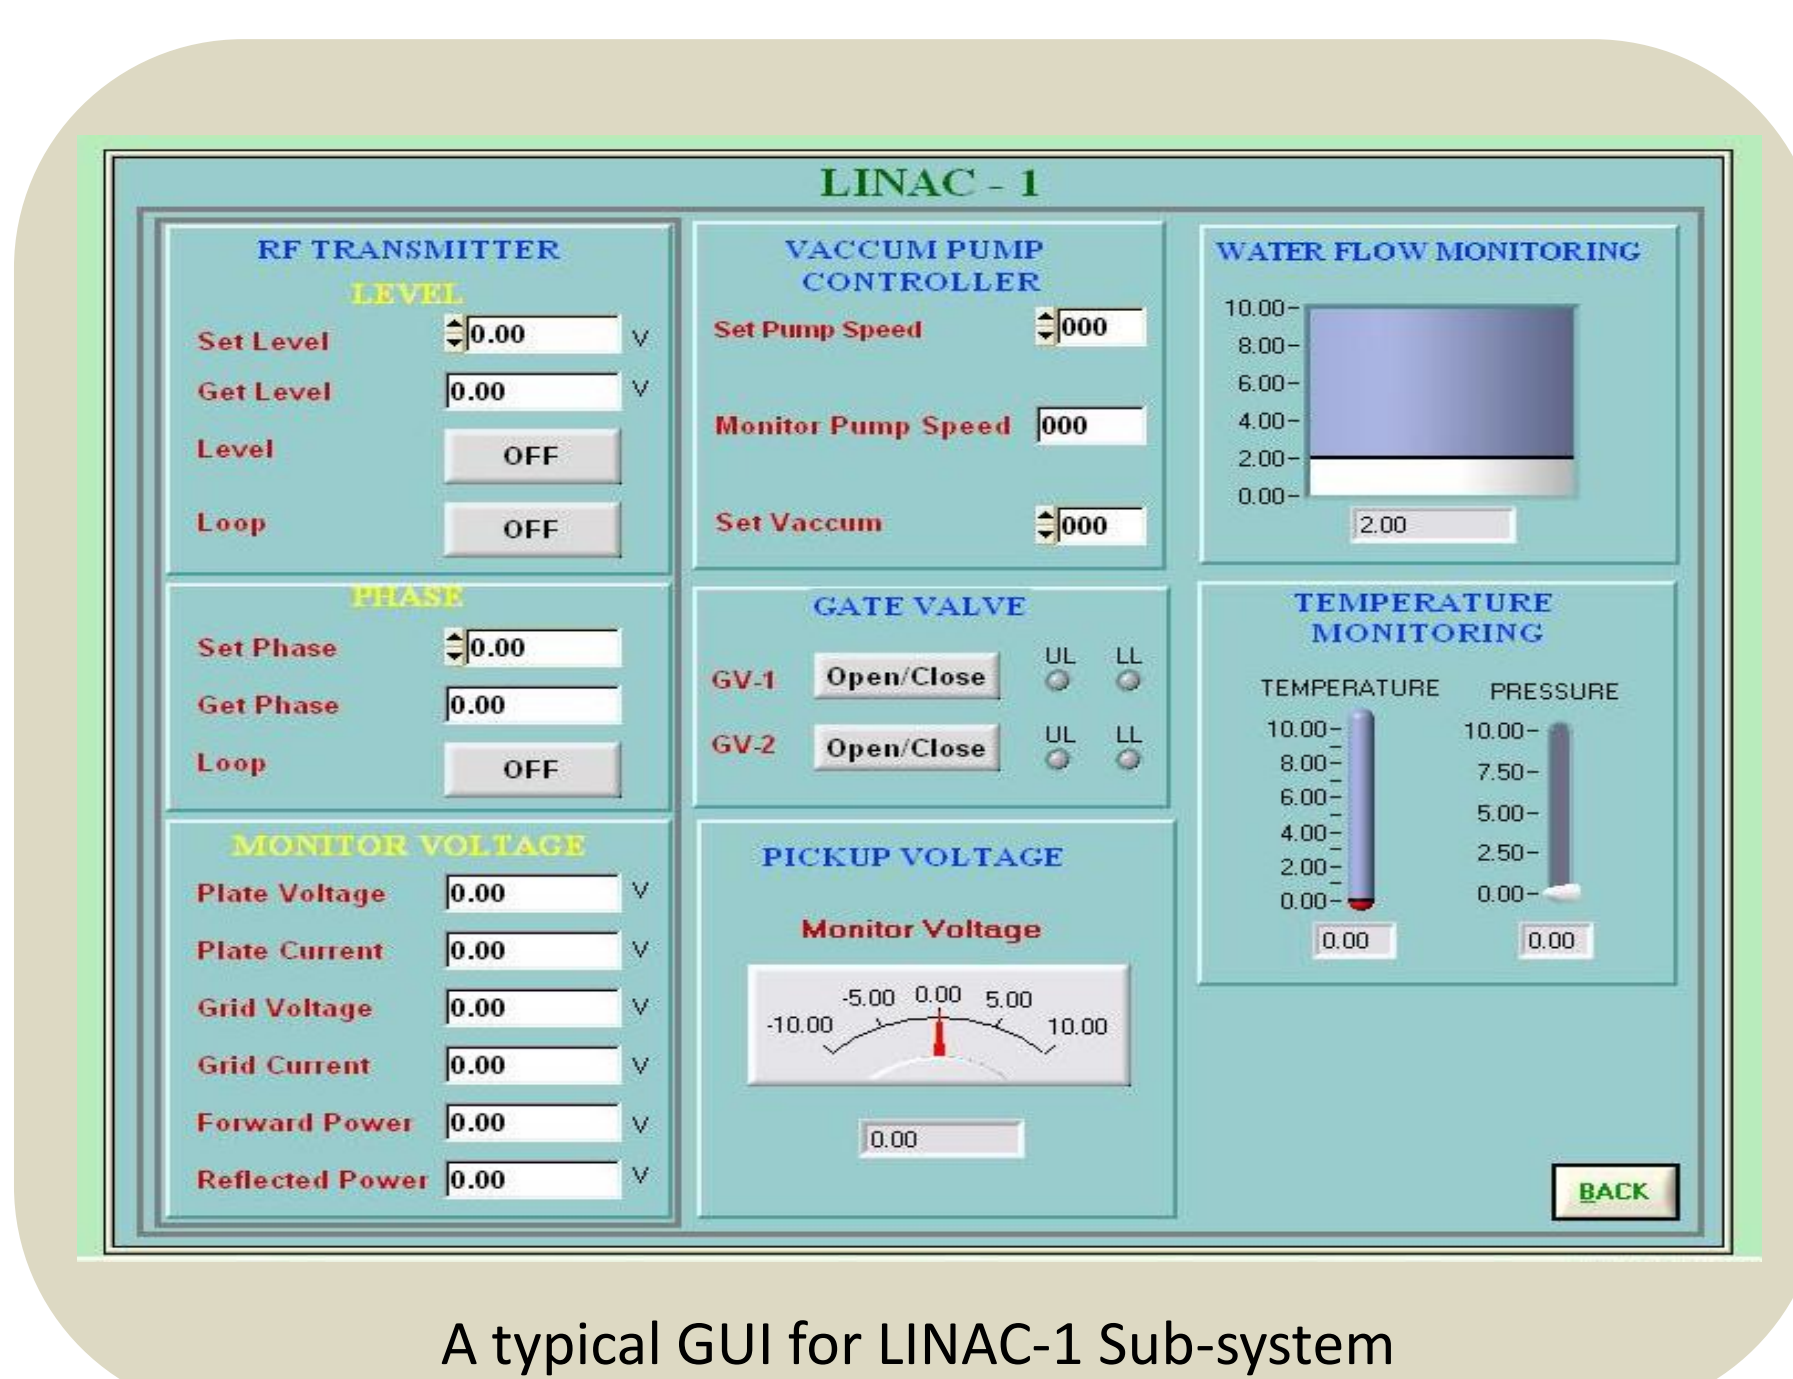 LINAC - 1
RF TRANSMITTER
LEVEL
Set Level 0.00 V
Get Level 0.00 V
Level OFF
Loop OFF
PHASE
Set Phase 0.00
Get Phase 0.00
Loop OFF
MONITOR VOLTAGE
Plate Voltage 0.00 V
Plate Current 0.00 V
Grid Voltage 0.00 V
Grid Current 0.00 V
Forward Power 0.00 V
Reflected Power 0.00 V
VACCUM PUMP
CONTROLLER
Set Pump Speed 000
Monitor Pump Speed 000
Set Vaccum 000
GATE VALVE
UL LL
GV-1 Open/Close
UL LL
GV-2 Open/Close
PICKUP VOLTAGE
Monitor Voltage
-10.00 -5.00 0.00 5.00 10.00
0.00
WATER FLOW MONITORING
10.00
8.00
6.00
4.00
2.00
0.00
2.00
TEMPERATURE
MONITORING
TEMPERATURE
10.00
8.00
6.00
4.00
2.00
0.00
0.00
PRESSURE
10.00
7.50
5.00
2.50
0.00
0.00
BACK
A typical GUI for LINAC-1 Sub-system